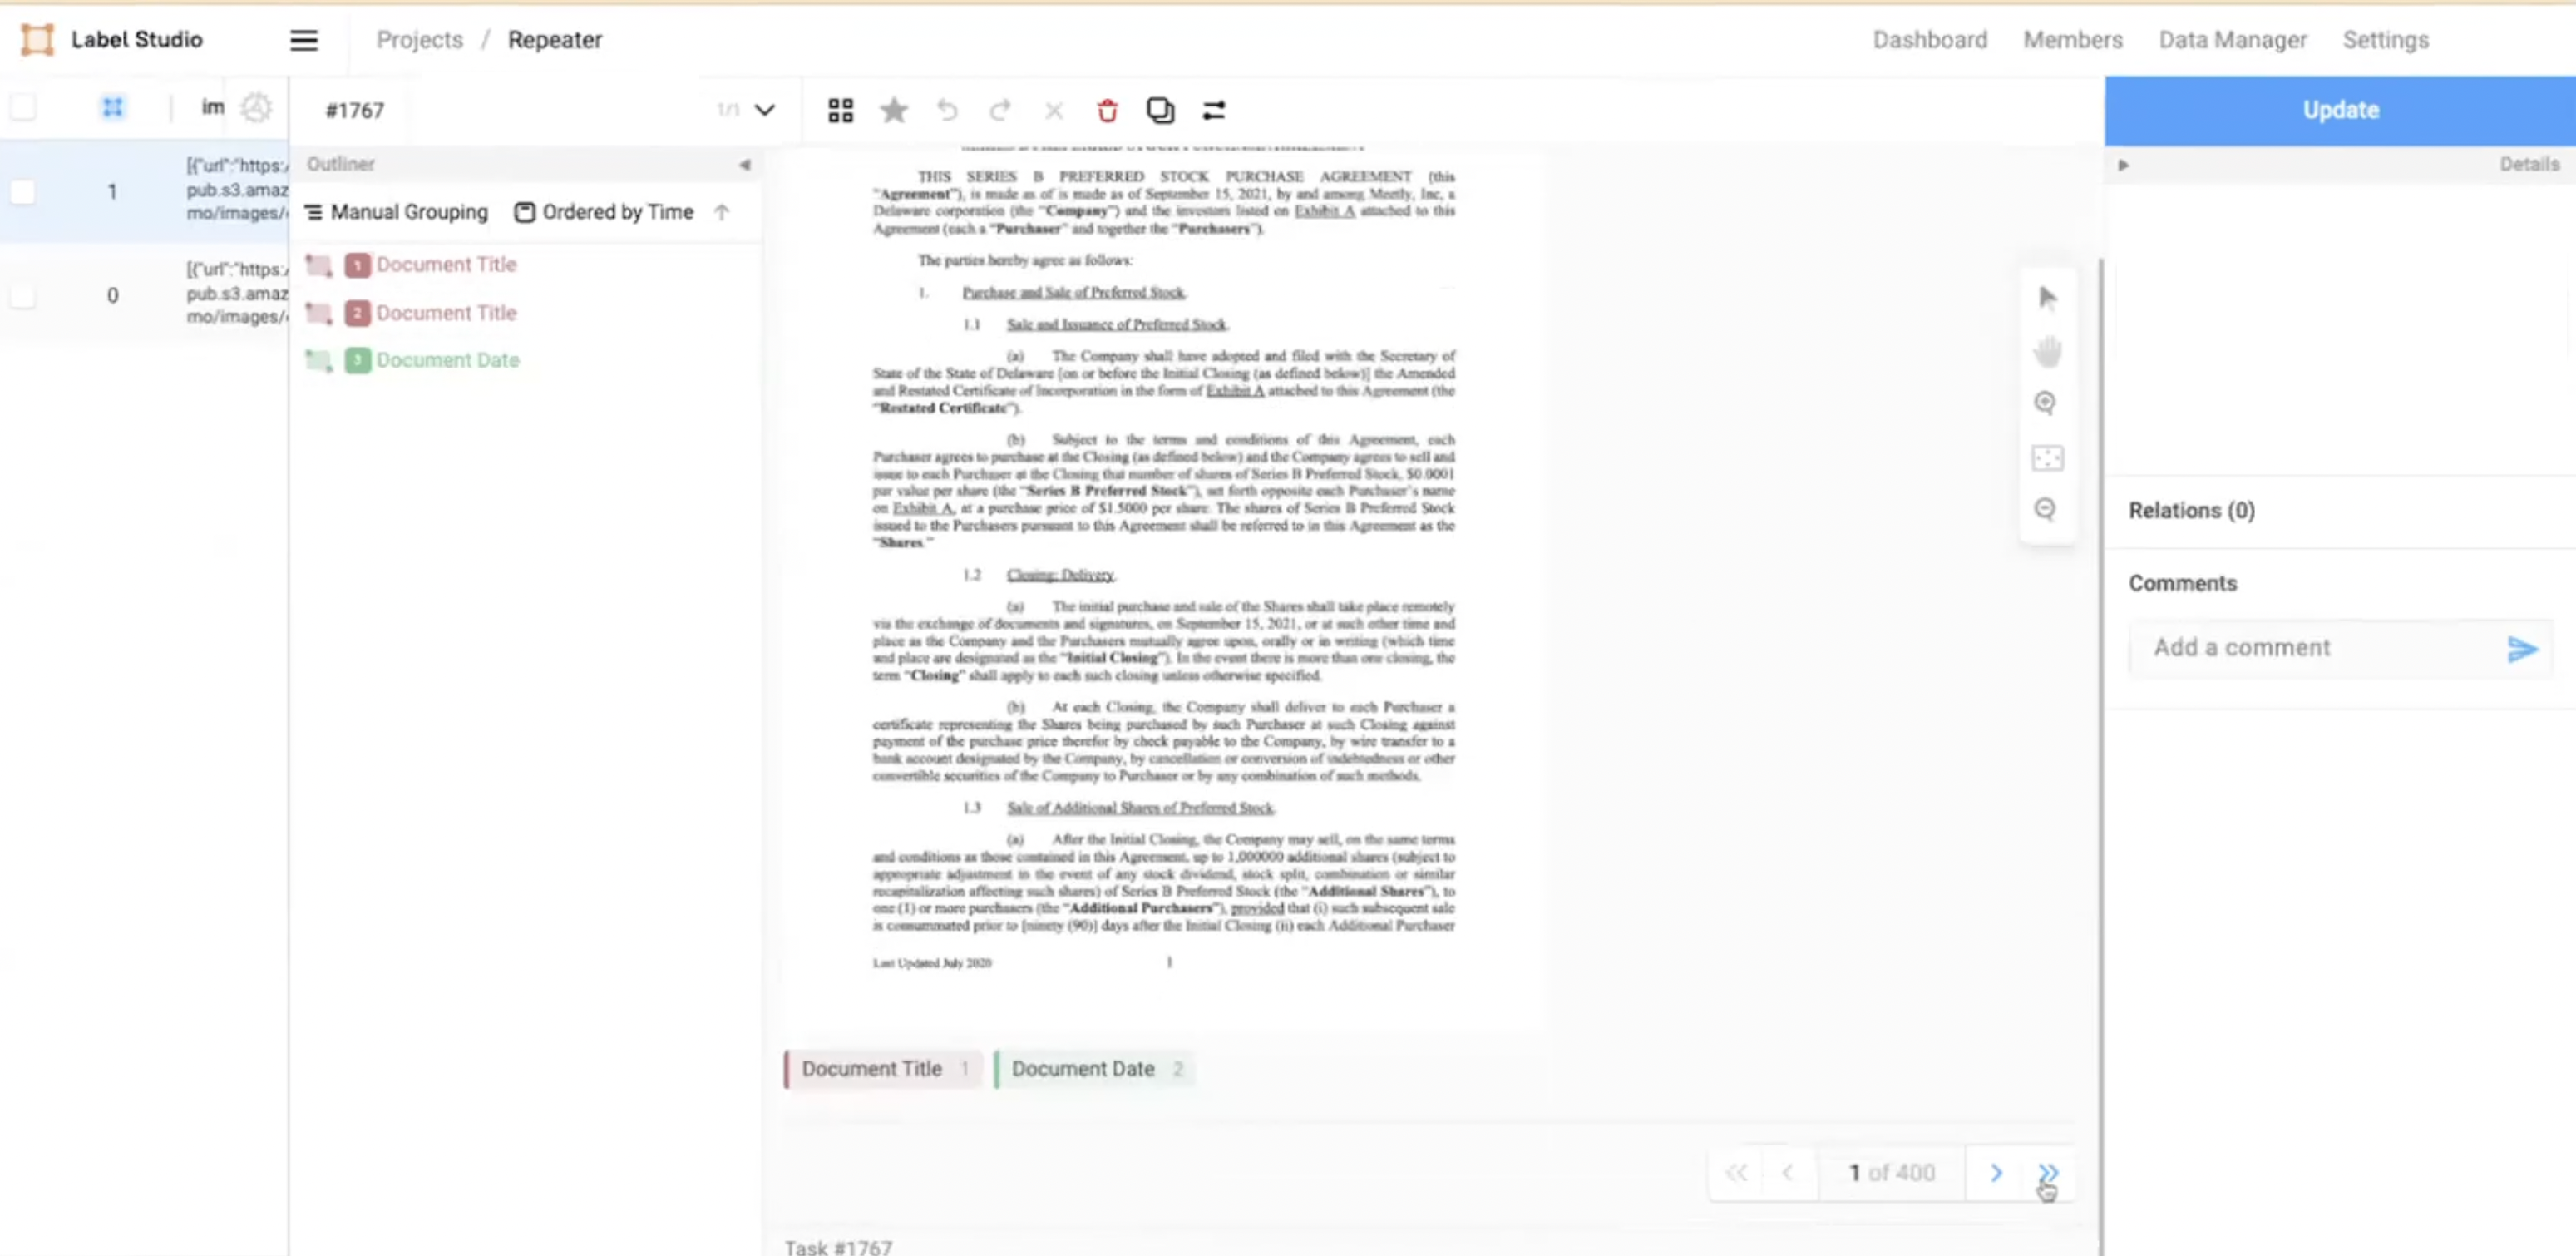 Label Studio
Projects / Repeater
Dashboard Members Data Manager Settings
im
#1767
1/1
Update
Outliner
Details
1
[{"url":"https:/
pub.s3.amaz
mo/images/
0
[{"url":"https:/
pub.s3.amaz
mo/images/
Manual Grouping Ordered by Time
1 Document Title
2 Document Title
3 Document Date
THIS SERIES B PREFERRED STOCK PURCHASE AGREEMENT (this
"Agreement"), is made as of is made as of September 15, 2021, by and among Meetly, Inc, a
Delaware corporation (the "Company") and the investors listed on Exhibit A attached to this
Agreement (each a "Purchaser" and together the "Purchasers").
The parties hereby agree as follows:
1. Purchase and Sale of Preferred Stock.
1.1 Sale and Issuance of Preferred Stock.
(a) The Company shall have adopted and filed with the Secretary of
State of the State of Delaware [on or before the Initial Closing (as defined below)] the Amended
and Restated Certificate of Incorporation in the form of Exhibit A attached to this Agreement (the
"Restated Certificate").
(b) Subject to the terms and conditions of this Agreement, each
Purchaser agrees to purchase at the Closing (as defined below) and the Company agrees to sell and
issue to each Purchaser at the Closing that number of shares of Series B Preferred Stock, $0.0001
par value per share (the "Series B Preferred Stock"), set forth opposite each Purchaser's name
on Exhibit A, at a purchase price of $1.5000 per share. The shares of Series B Preferred Stock
issued to the Purchasers pursuant to this Agreement shall be referred to in this Agreement as the
"Shares."
1.2 Closing; Delivery.
(a) The initial purchase and sale of the Shares shall take place remotely
via the exchange of documents and signatures, on September 15, 2021, or at such other time and
place as the Company and the Purchasers mutually agree upon, orally or in writing (which time
and place are designated as the "Initial Closing"). In the event there is more than one closing, the
term "Closing" shall apply to each such closing unless otherwise specified.
(b) At each Closing, the Company shall deliver to each Purchaser a
certificate representing the Shares being purchased by such Purchaser at such Closing against
payment of the purchase price therefor by check payable to the Company, by wire transfer to a
bank account designated by the Company, by cancellation or conversion of indebtedness or other
convertible securities of the Company to Purchaser or by any combination of such methods.
1.3 Sale of Additional Shares of Preferred Stock.
(a) After the Initial Closing, the Company may sell, on the same terms
and conditions as those contained in this Agreement, up to 1,000000 additional shares (subject to
appropriate adjustment in the event of any stock dividend, stock split, combination or similar
recapitalization affecting such shares) of Series B Preferred Stock (the "Additional Shares"), to
one (1) or more purchasers (the "Additional Purchasers"), provided that (i) such subsequent sale
is consummated prior to [ninety (90)] days after the Initial Closing (ii) each Additional Purchaser
Last Updated July 2020 1
Document Title 1 Document Date 2
1 of 400
Task #1767
Relations (0)
Comments
Add a comment